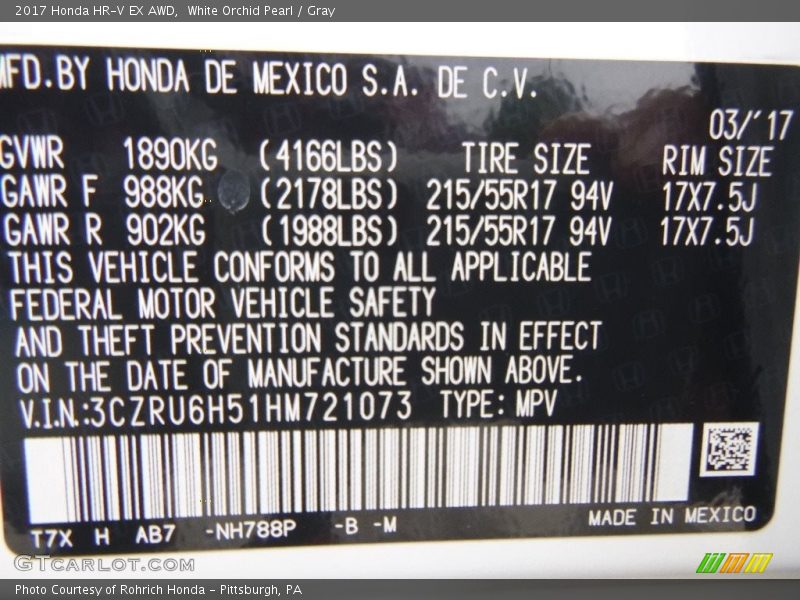 2017 Honda HR-V EX AWD, White Orchid Pearl / Gray
MFD.BY HONDA DE MEXICO S.A. DE C.V.
03/'17
GVWR 1890KG (4166LBS) TIRE SIZE RIM SIZE
GAWR F 988KG (2178LBS) 215/55R17 94V 17X7.5J
GAWR R 902KG (1988LBS) 215/55R17 94V 17X7.5J
THIS VEHICLE CONFORMS TO ALL APPLICABLE
FEDERAL MOTOR VEHICLE SAFETY
AND THEFT PREVENTION STANDARDS IN EFFECT
ON THE DATE OF MANUFACTURE SHOWN ABOVE.
V.I.N.:3CZRU6H51HM721073 TYPE: MPV
T7X H AB7 -NH788P -B -M MADE IN MEXICO
GTCARLOT.COM
Photo Courtesy of Rohrich Honda - Pittsburgh, PA